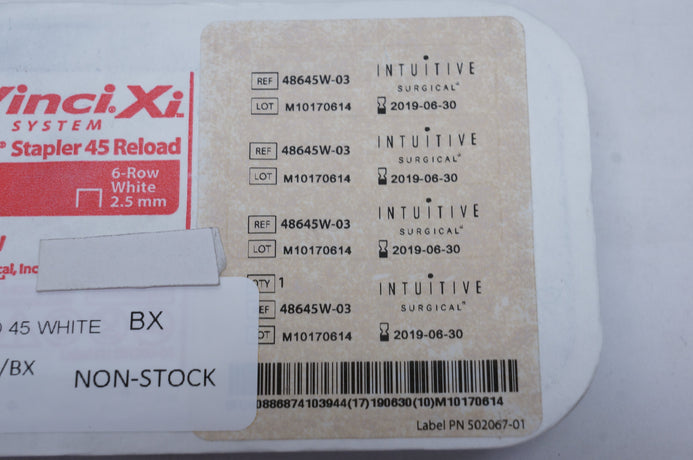 Vinci.Xi
SYSTEM
® Stapler 45 Reload
6-Row
White
2.5 mm
cal, Inc
45 WHITE BX
/BX NON-STOCK
REF 48645W-03 INTUITIVE
SURGICAL®
LOT M10170614 2019-06-30
REF 48645W-03 INTUITIVE
SURGICAL®
LOT M10170614 2019-06-30
REF 48645W-03 INTUITIVE
SURGICAL®
LOT M10170614 2019-06-30
QTY 1 INTUITIVE
REF 48645W-03 SURGICAL®
LOT M10170614 2019-06-30
0886874103944(17)190630(10)M10170614
Label PN 502067-01